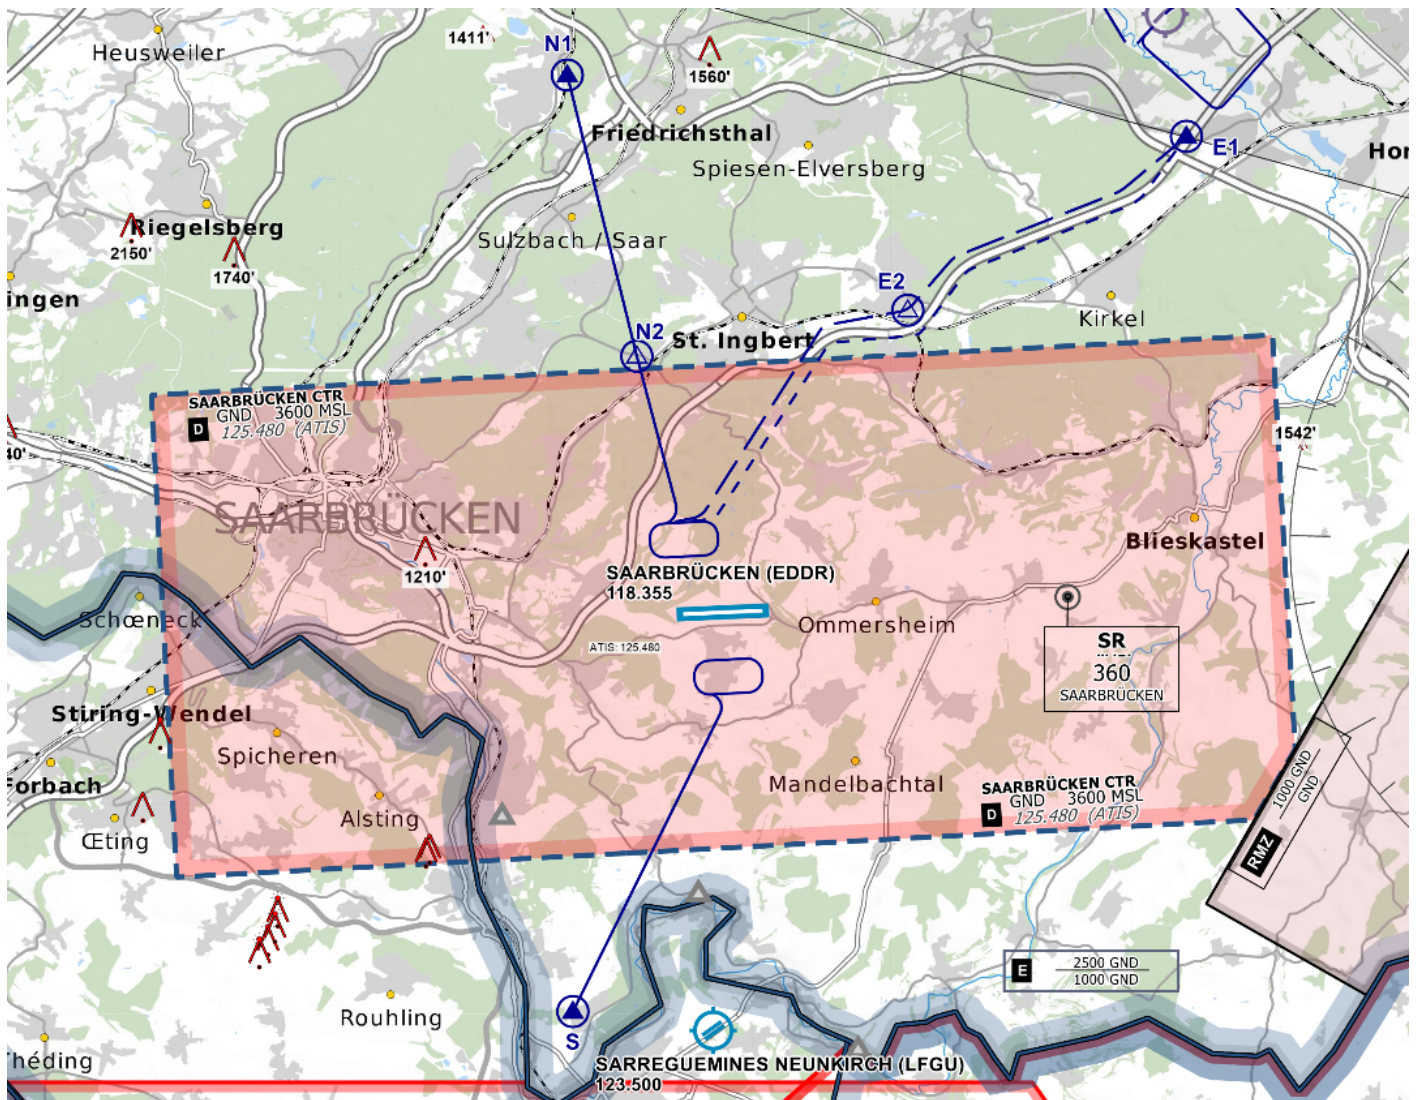 Heusweiler
1411'
N1
1560'
Friedrichsthal
Spiesen-Elversberg
E1
Hor
Riegelsberg
2150'
1740'
Sulzbach / Saar
ingen
E2
Kirkel
N2
St. Ingbert
SAARBRÜCKEN CTR
D
GND 3600 MSL
125.480 (ATIS)
40'
1542'
SAARBRÜCKEN
Blieskastel
1210'
SAARBRÜCKEN (EDDR)
118.355
Schœneck
Ommersheim
ATIS: 125.480
SR
360
SAARBRÜCKEN
Stiring-Wendel
Spicheren
Forbach
Mandelbachtal
SAARBRÜCKEN CTR
D
GND 3600 MSL
125.480 (ATIS)
1000 GND
GND
RMZ
Alsting
Œting
E
2500 GND
1000 GND
Rouhling
S
Théding
SARREGUEMINES NEUNKIRCH (LFGU)
123.500